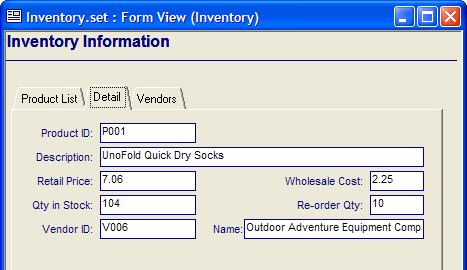 Inventory.set : Form View (Inventory)
Inventory Information
Product List Detail Vendors
Product ID: P001
Description: UnoFold Quick Dry Socks
Retail Price: 7.06 Wholesale Cost: 2.25
Qty in Stock: 104 Re-order Qty: 10
Vendor ID: V006 Name: Outdoor Adventure Equipment Comp